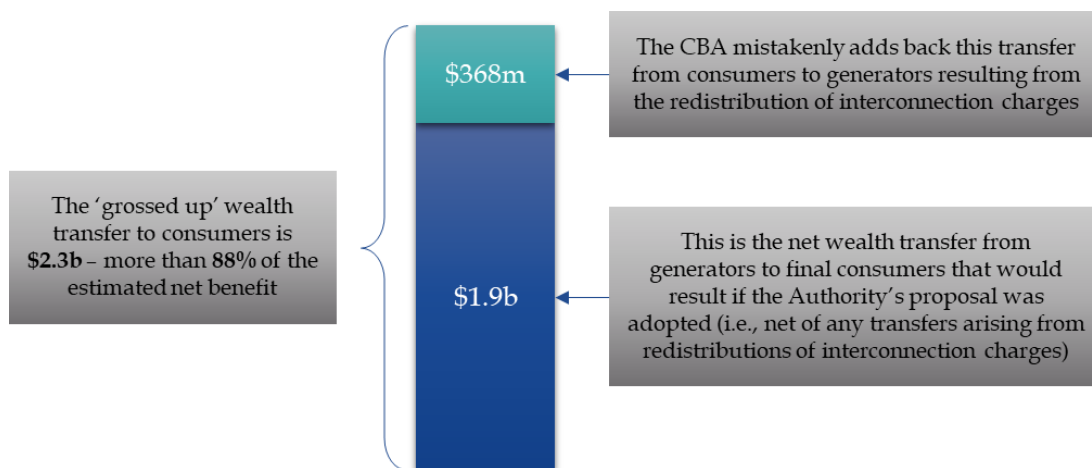 $368m
The CBA mistakenly adds back this transfer
from consumers to generators resulting from
the redistribution of interconnection charges
The ‘grossed up’ wealth
transfer to consumers is
$2.3b – more than 88% of the
estimated net benefit
$1.9b
This is the net wealth transfer from
generators to final consumers that would
result if the Authority’s proposal was
adopted (i.e., net of any transfers arising from
redistributions of interconnection charges)